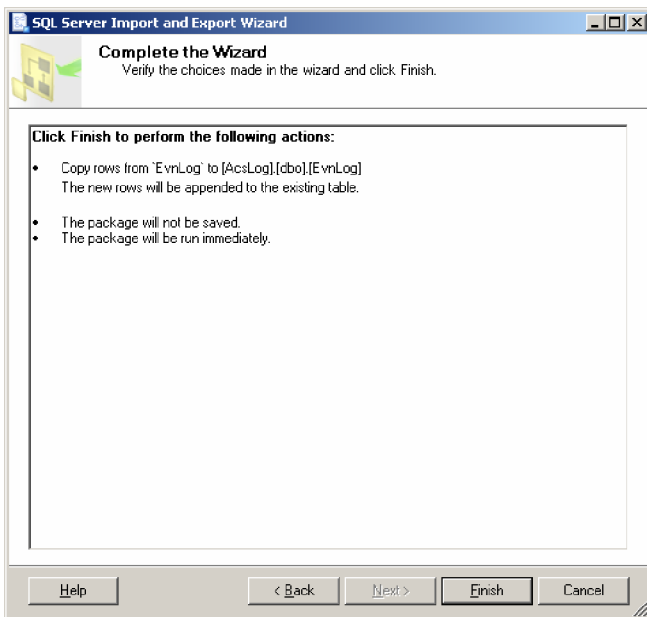 SQL Server Import and Export Wizard
Complete the Wizard
Verify the choices made in the wizard and click Finish.
Click Finish to perform the following actions:
• Copy rows from `EvnLog` to [AcsLog].[dbo].[EvnLog]
The new rows will be appended to the existing table.
• The package will not be saved.
• The package will be run immediately.
Help
< Back
Next >
Finish
Cancel